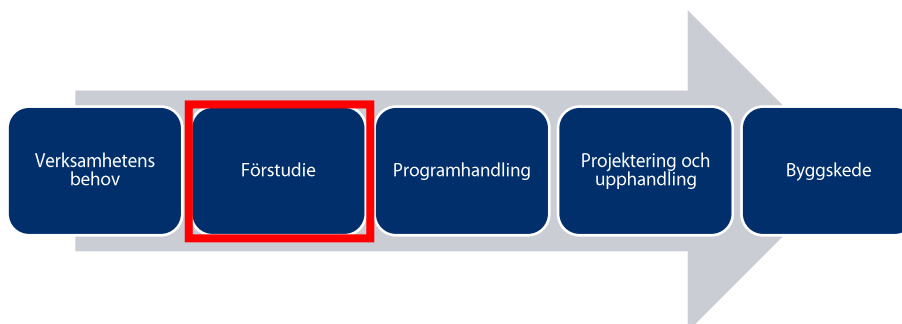 Verksamhetens
behov
Förstudie
Programhandling
Projektering och
upphandling
Byggskede